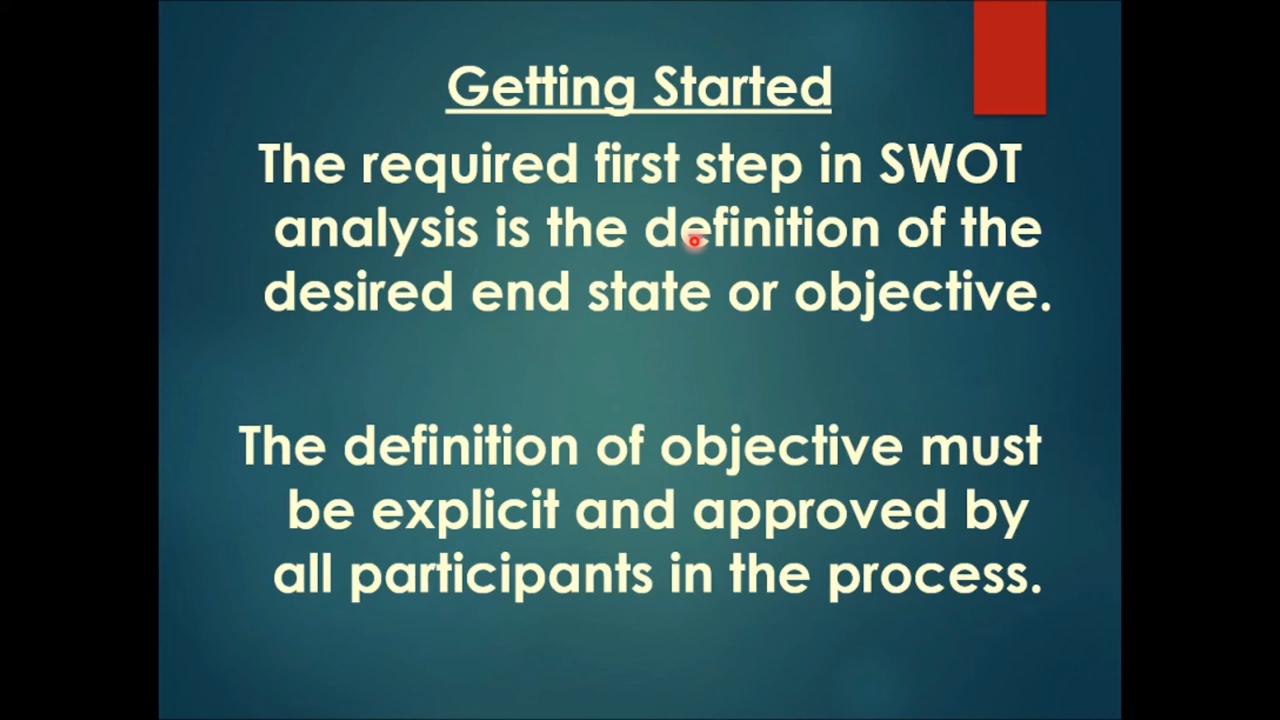 Getting Started
The required first step in SWOT
analysis is the definition of the
desired end state or objective.
The definition of objective must
be explicit and approved by
all participants in the process.